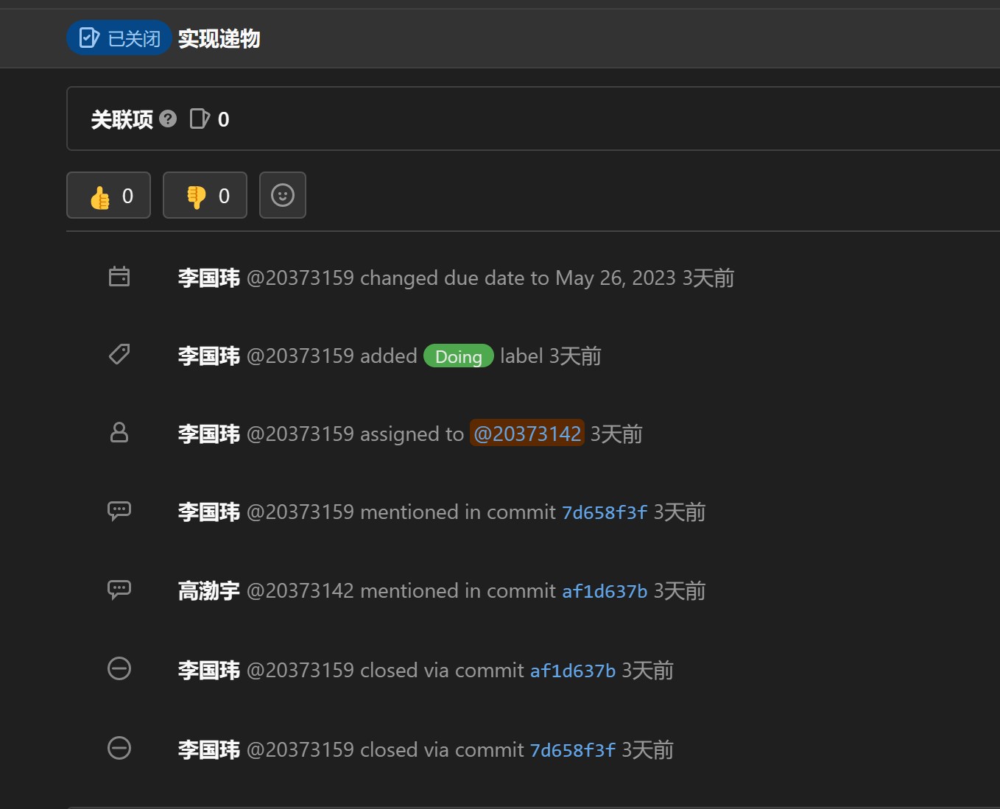 已关闭 实现递物
关联项 ? 0
👍 0 👎 0
李国玮 @20373159 changed due date to May 26, 2023 3天前
李国玮 @20373159 added Doing label 3天前
李国玮 @20373159 assigned to @20373142 3天前
李国玮 @20373159 mentioned in commit 7d658f3f 3天前
高渤宇 @20373142 mentioned in commit af1d637b 3天前
李国玮 @20373159 closed via commit af1d637b 3天前
李国玮 @20373159 closed via commit 7d658f3f 3天前